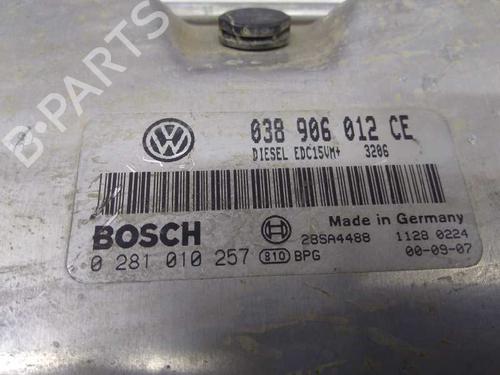 B-PARTS
038 906 012 CE
DIESEL EDC15VM+ 3206
BOSCH
Made in Germany
28SA4488 1128 0224
0 281 010 257 810 BPG 00-09-07